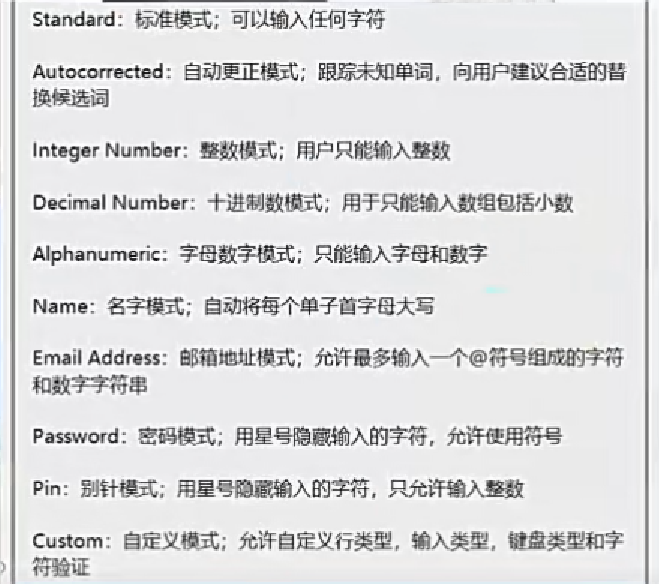 Standard：标准模式；可以输入任何字符
Autocorrected：自动更正模式；跟踪未知单词，向用户建议合适的替
换候选词
Integer Number：整数模式；用户只能输入整数
Decimal Number：十进制数模式；用于只能输入数组包括小数
Alphanumeric：字母数字模式；只能输入字母和数字
Name：名字模式；自动将每个单子首字母大写
Email Address：邮箱地址模式；允许最多输入一个@符号组成的字符
和数字字符串
Password：密码模式；用星号隐藏输入的字符，允许使用符号
Pin：别针模式；用星号隐藏输入的字符，只允许输入整数
Custom：自定义模式；允许自定义行类型，输入类型，键盘类型和字
符验证